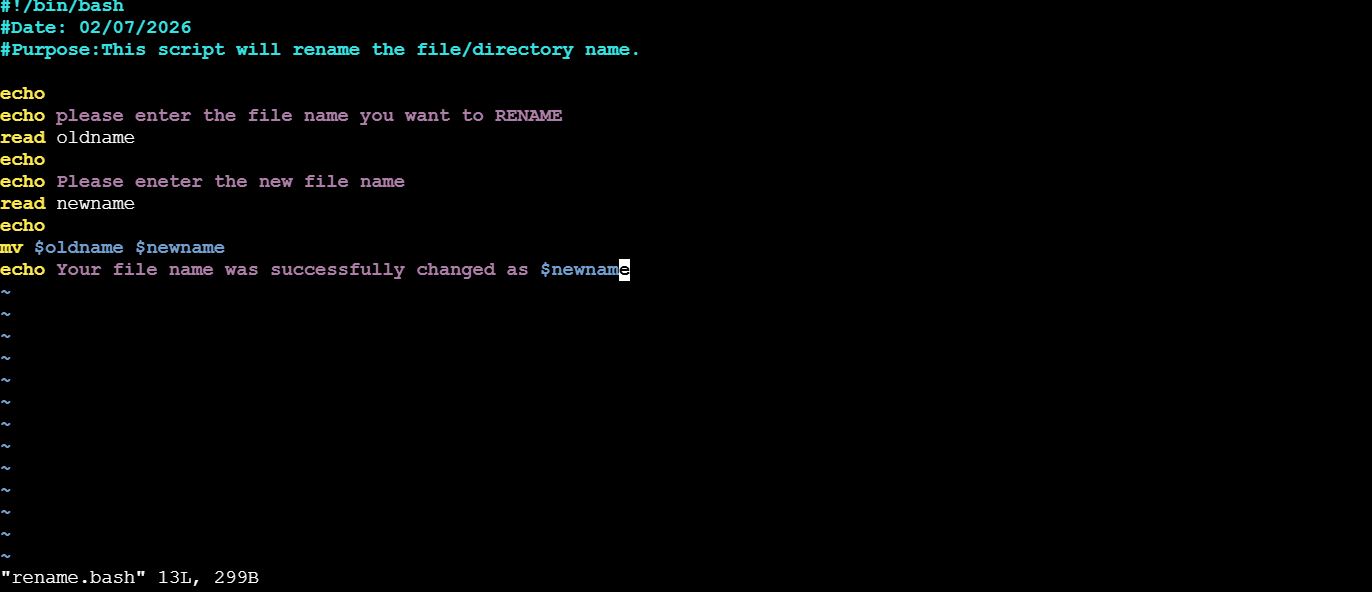 #!/bin/bash
#Date: 02/07/2026
#Purpose:This script will rename the file/directory name.

echo
echo please enter the file name you want to RENAME
read oldname
echo
echo Please eneter the new file name
read newname
echo
mv $oldname $newname
echo Your file name was successfully changed as $newname
~
~
~
~
~
~
~
~
~
~
~
~
~
"rename.bash" 13L, 299B